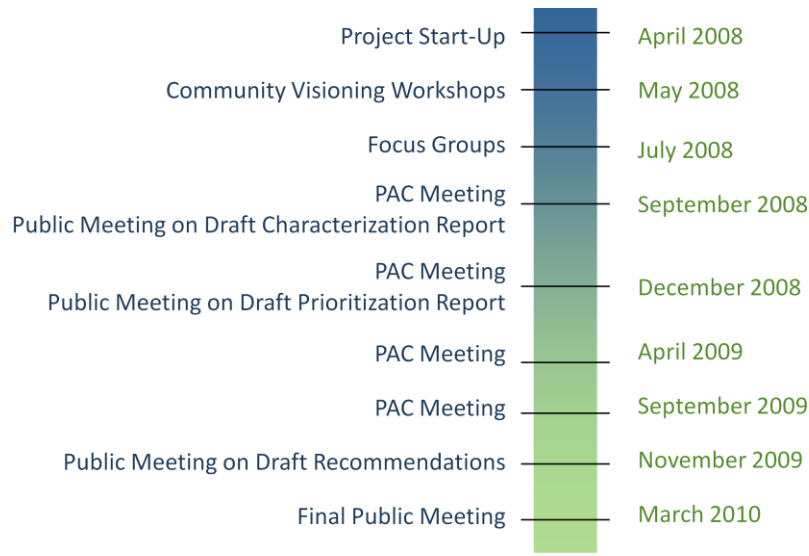 Project Start-Up April 2008
Community Visioning Workshops May 2008
Focus Groups July 2008
PAC Meeting
Public Meeting on Draft Characterization Report September 2008
PAC Meeting
Public Meeting on Draft Prioritization Report December 2008
PAC Meeting April 2009
PAC Meeting September 2009
Public Meeting on Draft Recommendations November 2009
Final Public Meeting March 2010